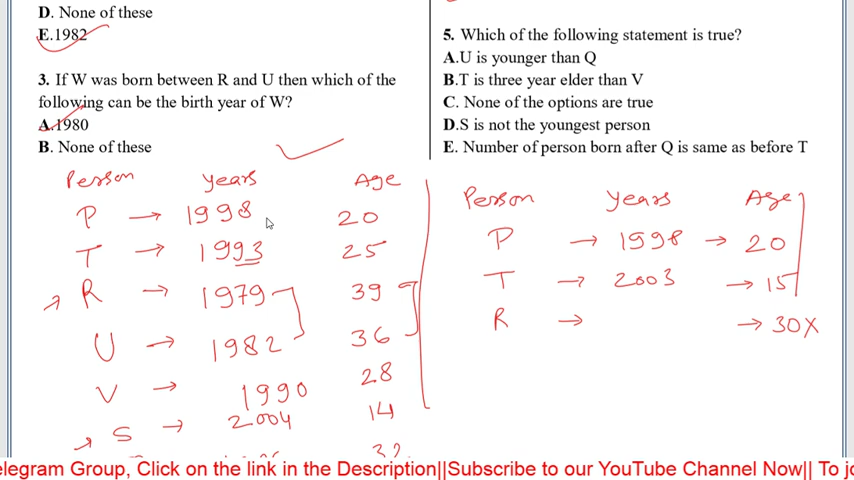 D. None of these
E.1982
3. If W was born between R and U then which of the
following can be the birth year of W?
A.1980
B. None of these
5. Which of the following statement is true?
A.U is younger than Q
B.T is three year elder than V
C. None of the options are true
D.S is not the youngest person
E. Number of person born after Q is same as before T
Person years Age
P → 1998 20
T → 1993 25
→ R → 1979 39
U → 1982 36
V → 1990 28
→ S → 2004 14
32
Person years Age
P → 1998 → 20
T → 2003 → 15
R → → 30X
elegram Group, Click on the link in the Description||Subscribe to our YouTube Channel Now|| To jo